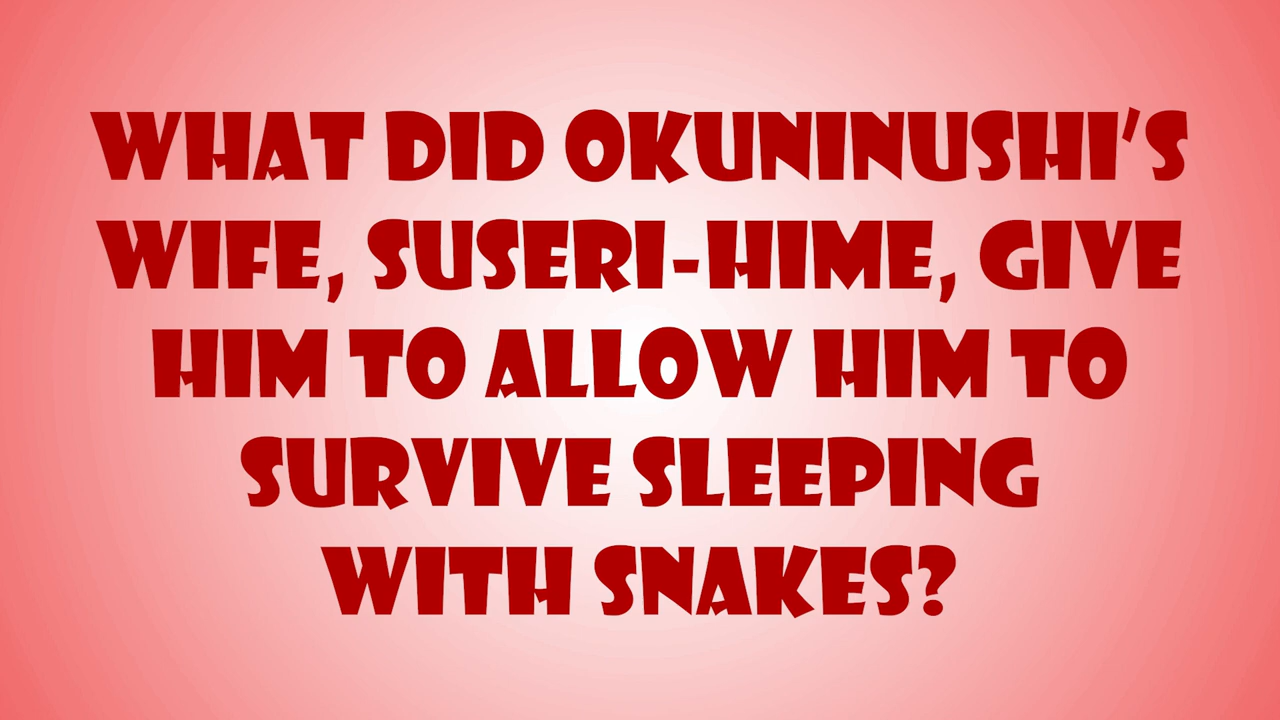 WHAT DID OKUNINUSHI'S
WIFE, SUSERI-HIME, GIVE
HIM TO ALLOW HIM TO
SURVIVE SLEEPING
WITH SNAKES?